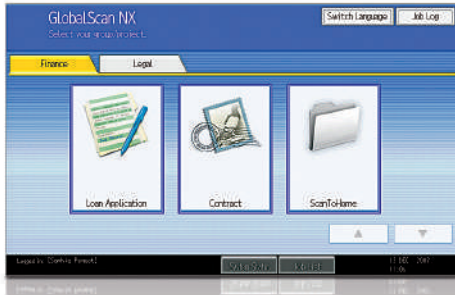 GlobalScan NX
Switch Language
Job Log
Select your group/project.
Finance
Legal
Loan Application
Contract
ScanToHome